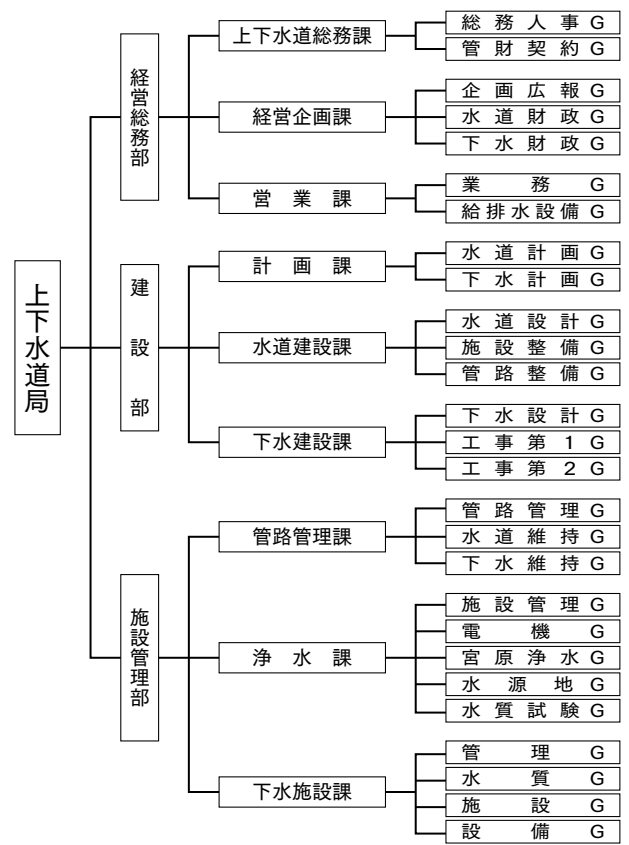 上下水道局
経営総務部
上下水道総務課
総務人事G
管財契約G
経営企画課
企画広報G
水道財政G
下水財政G
営業課
業務G
給排水設備G
建設部
計画課
水道計画G
下水計画G
水道建設課
水道設計G
施設整備G
管路整備G
下水建設課
下水設計G
工事第1G
工事第2G
施設管理部
管路管理課
管路管理G
水道維持G
下水維持G
浄水課
施設管理G
電機G
宮原浄水G
水源地G
水質試験G
下水施設課
管理G
水質G
施設G
設備G